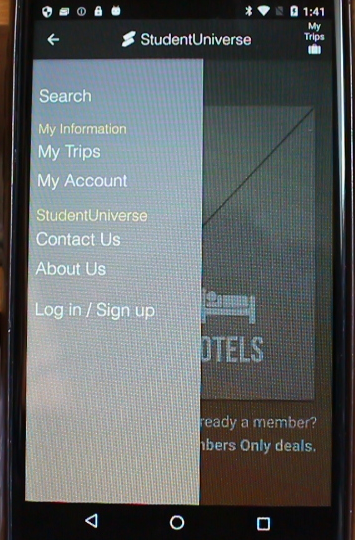 1:41
StudentUniverse
My
Trips
Search
My Information
My Trips
My Account
StudentUniverse
Contact Us
About Us
Log in / Sign up
OTELS
ready a member?
nbers Only deals.